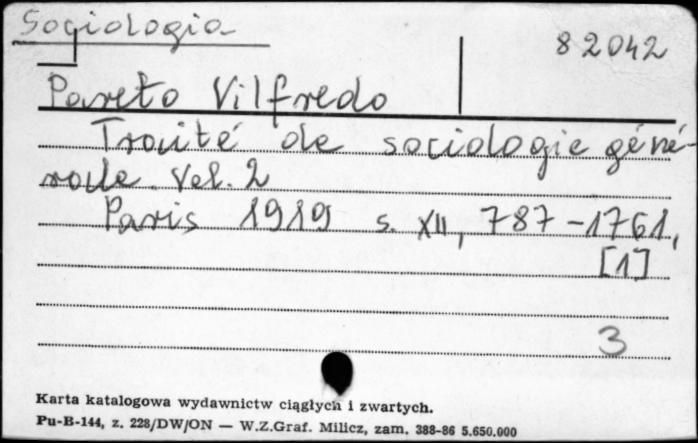 Socjologia
82042
Pareto Vilfredo
Traité de sociologie géné-
rale. Vol. 2
Paris 1919 s. XII, 787-1761,
[1]
3
Karta katalogowa wydawnictw ciągłych i zwartych.
Pu-B-144, z. 228/DW/ON — W.Z.Graf. Milicz, zam. 388-86 5.650.000